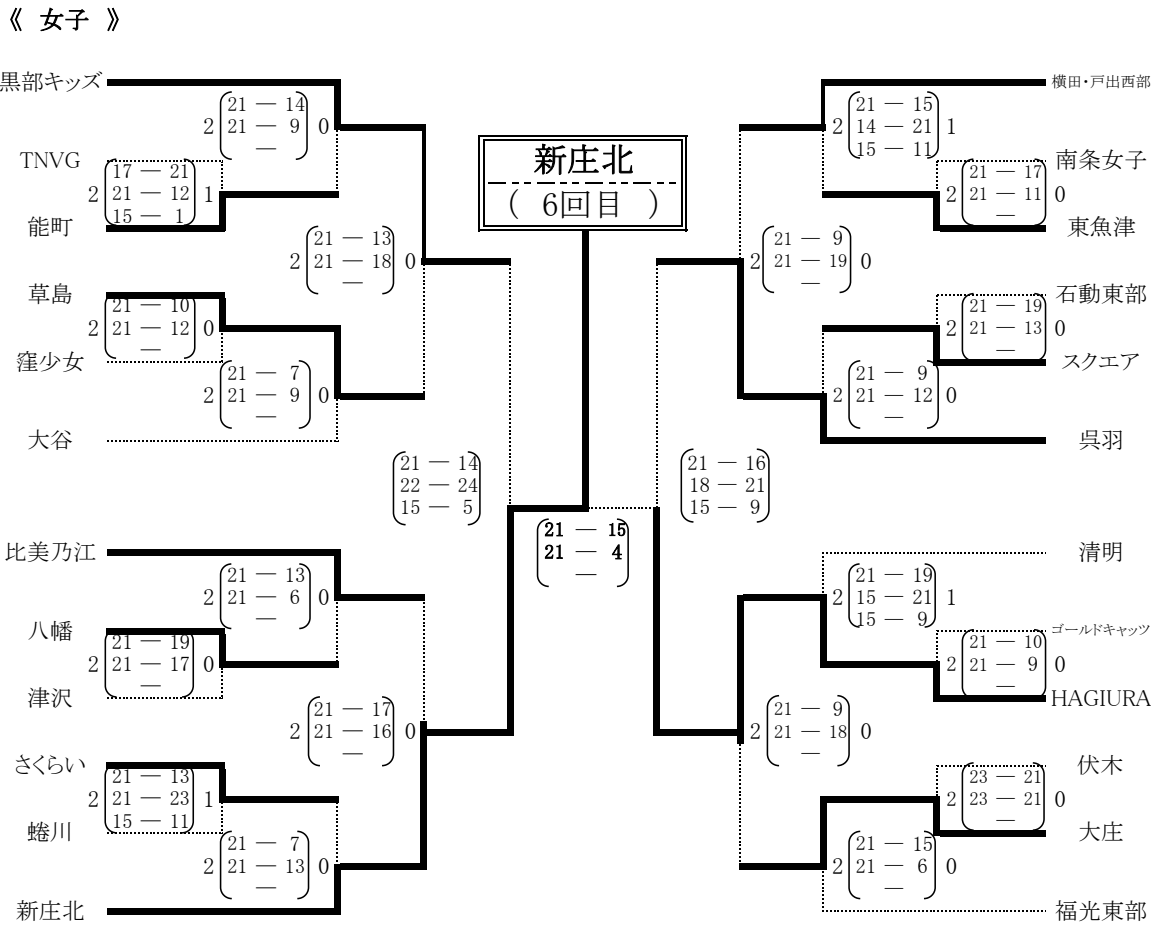 《 女子 》
黒部キッズ
21 ― 14
2 21 ― 9 0
―
TNVG
17 ― 21
2 21 ― 12 1
15 ― 1
能町
21 ― 13
2 21 ― 18 0
―
草島
21 ― 10
2 21 ― 12 0
―
窪少女
21 ― 7
2 21 ― 9 0
―
大谷
21 ― 14
22 ― 24
15 ― 5
比美乃江
21 ― 13
2 21 ― 6 0
―
八幡
21 ― 19
2 21 ― 17 0
―
津沢
21 ― 17
2 21 ― 16 0
―
さくらい
21 ― 13
2 21 ― 23 1
15 ― 11
蜷川
21 ― 7
2 21 ― 13 0
―
新庄北
新庄北
( 6回目 )
21 ― 15
21 ― 4
―
横田・戸出西部
21 ― 15
2 14 ― 21 1
15 ― 11
南条女子
21 ― 17
2 21 ― 11 0
―
東魚津
21 ― 9
2 21 ― 19 0
―
石動東部
21 ― 19
2 21 ― 13 0
―
スクエア
21 ― 9
2 21 ― 12 0
―
呉羽
21 ― 16
18 ― 21
15 ― 9
清明
21 ― 19
2 15 ― 21 1
15 ― 9
ゴールドキャッツ
21 ― 10
2 21 ― 9 0
―
HAGIURA
21 ― 9
2 21 ― 18 0
―
伏木
23 ― 21
2 23 ― 21 0
―
大庄
21 ― 15
2 21 ― 6 0
―
福光東部